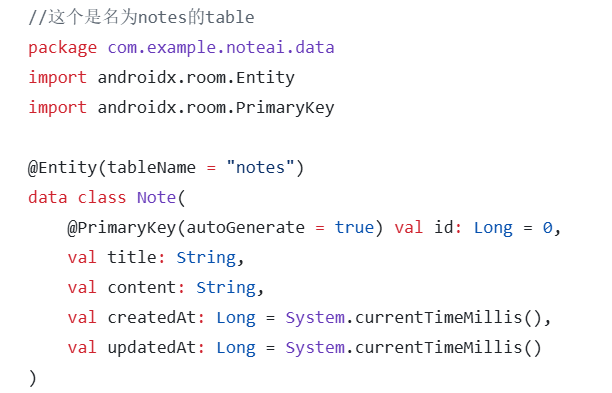 //这个是名为notes的table
package com.example.noteai.data
import androidx.room.Entity
import androidx.room.PrimaryKey
@Entity(tableName = "notes")
data class Note(
    @PrimaryKey(autoGenerate = true) val id: Long = 0,
    val title: String,
    val content: String,
    val createdAt: Long = System.currentTimeMillis(),
    val updatedAt: Long = System.currentTimeMillis()
)